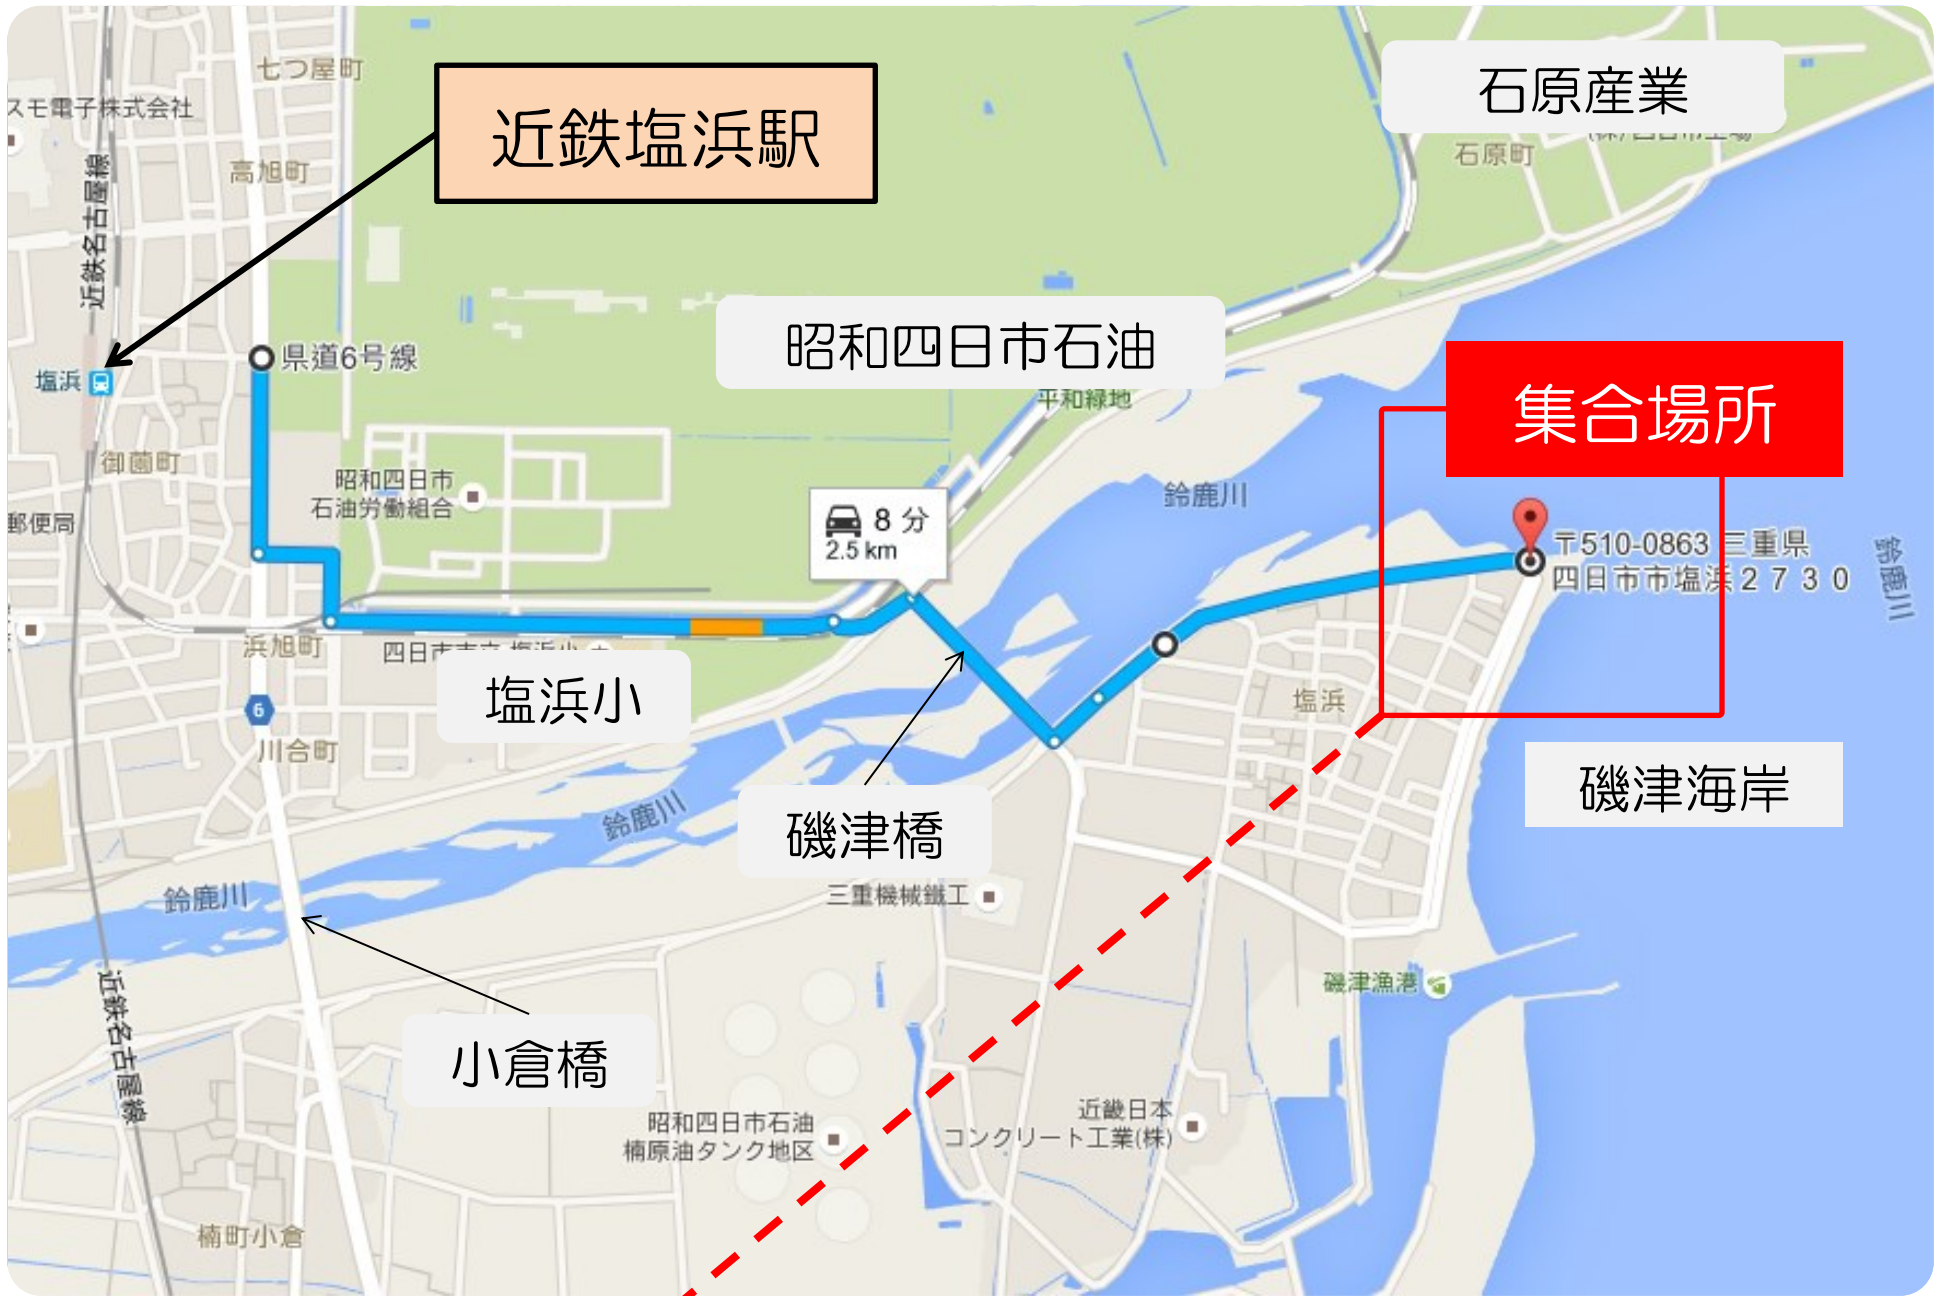 七つ屋町
スモ電子株式会社
近鉄塩浜駅
石原産業
石原町
高旭町
近鉄名古屋線
昭和四日市石油
平和緑地
県道6号線
塩浜
集合場所
御薗町
昭和四日市
石油労働組合
郵便局
8 分
2.5 km
鈴鹿川
〒510-0863 三重県
四日市市塩浜２７３０
鈴鹿川
浜旭町
塩浜小
塩浜
6
川合町
磯津海岸
鈴鹿川
磯津橋
三重機械鐵工
鈴鹿川
磯津漁港
近鉄名古屋線
小倉橋
昭和四日市石油
楠原油タンク地区
近畿日本
コンクリート工業(株)
楠町小倉